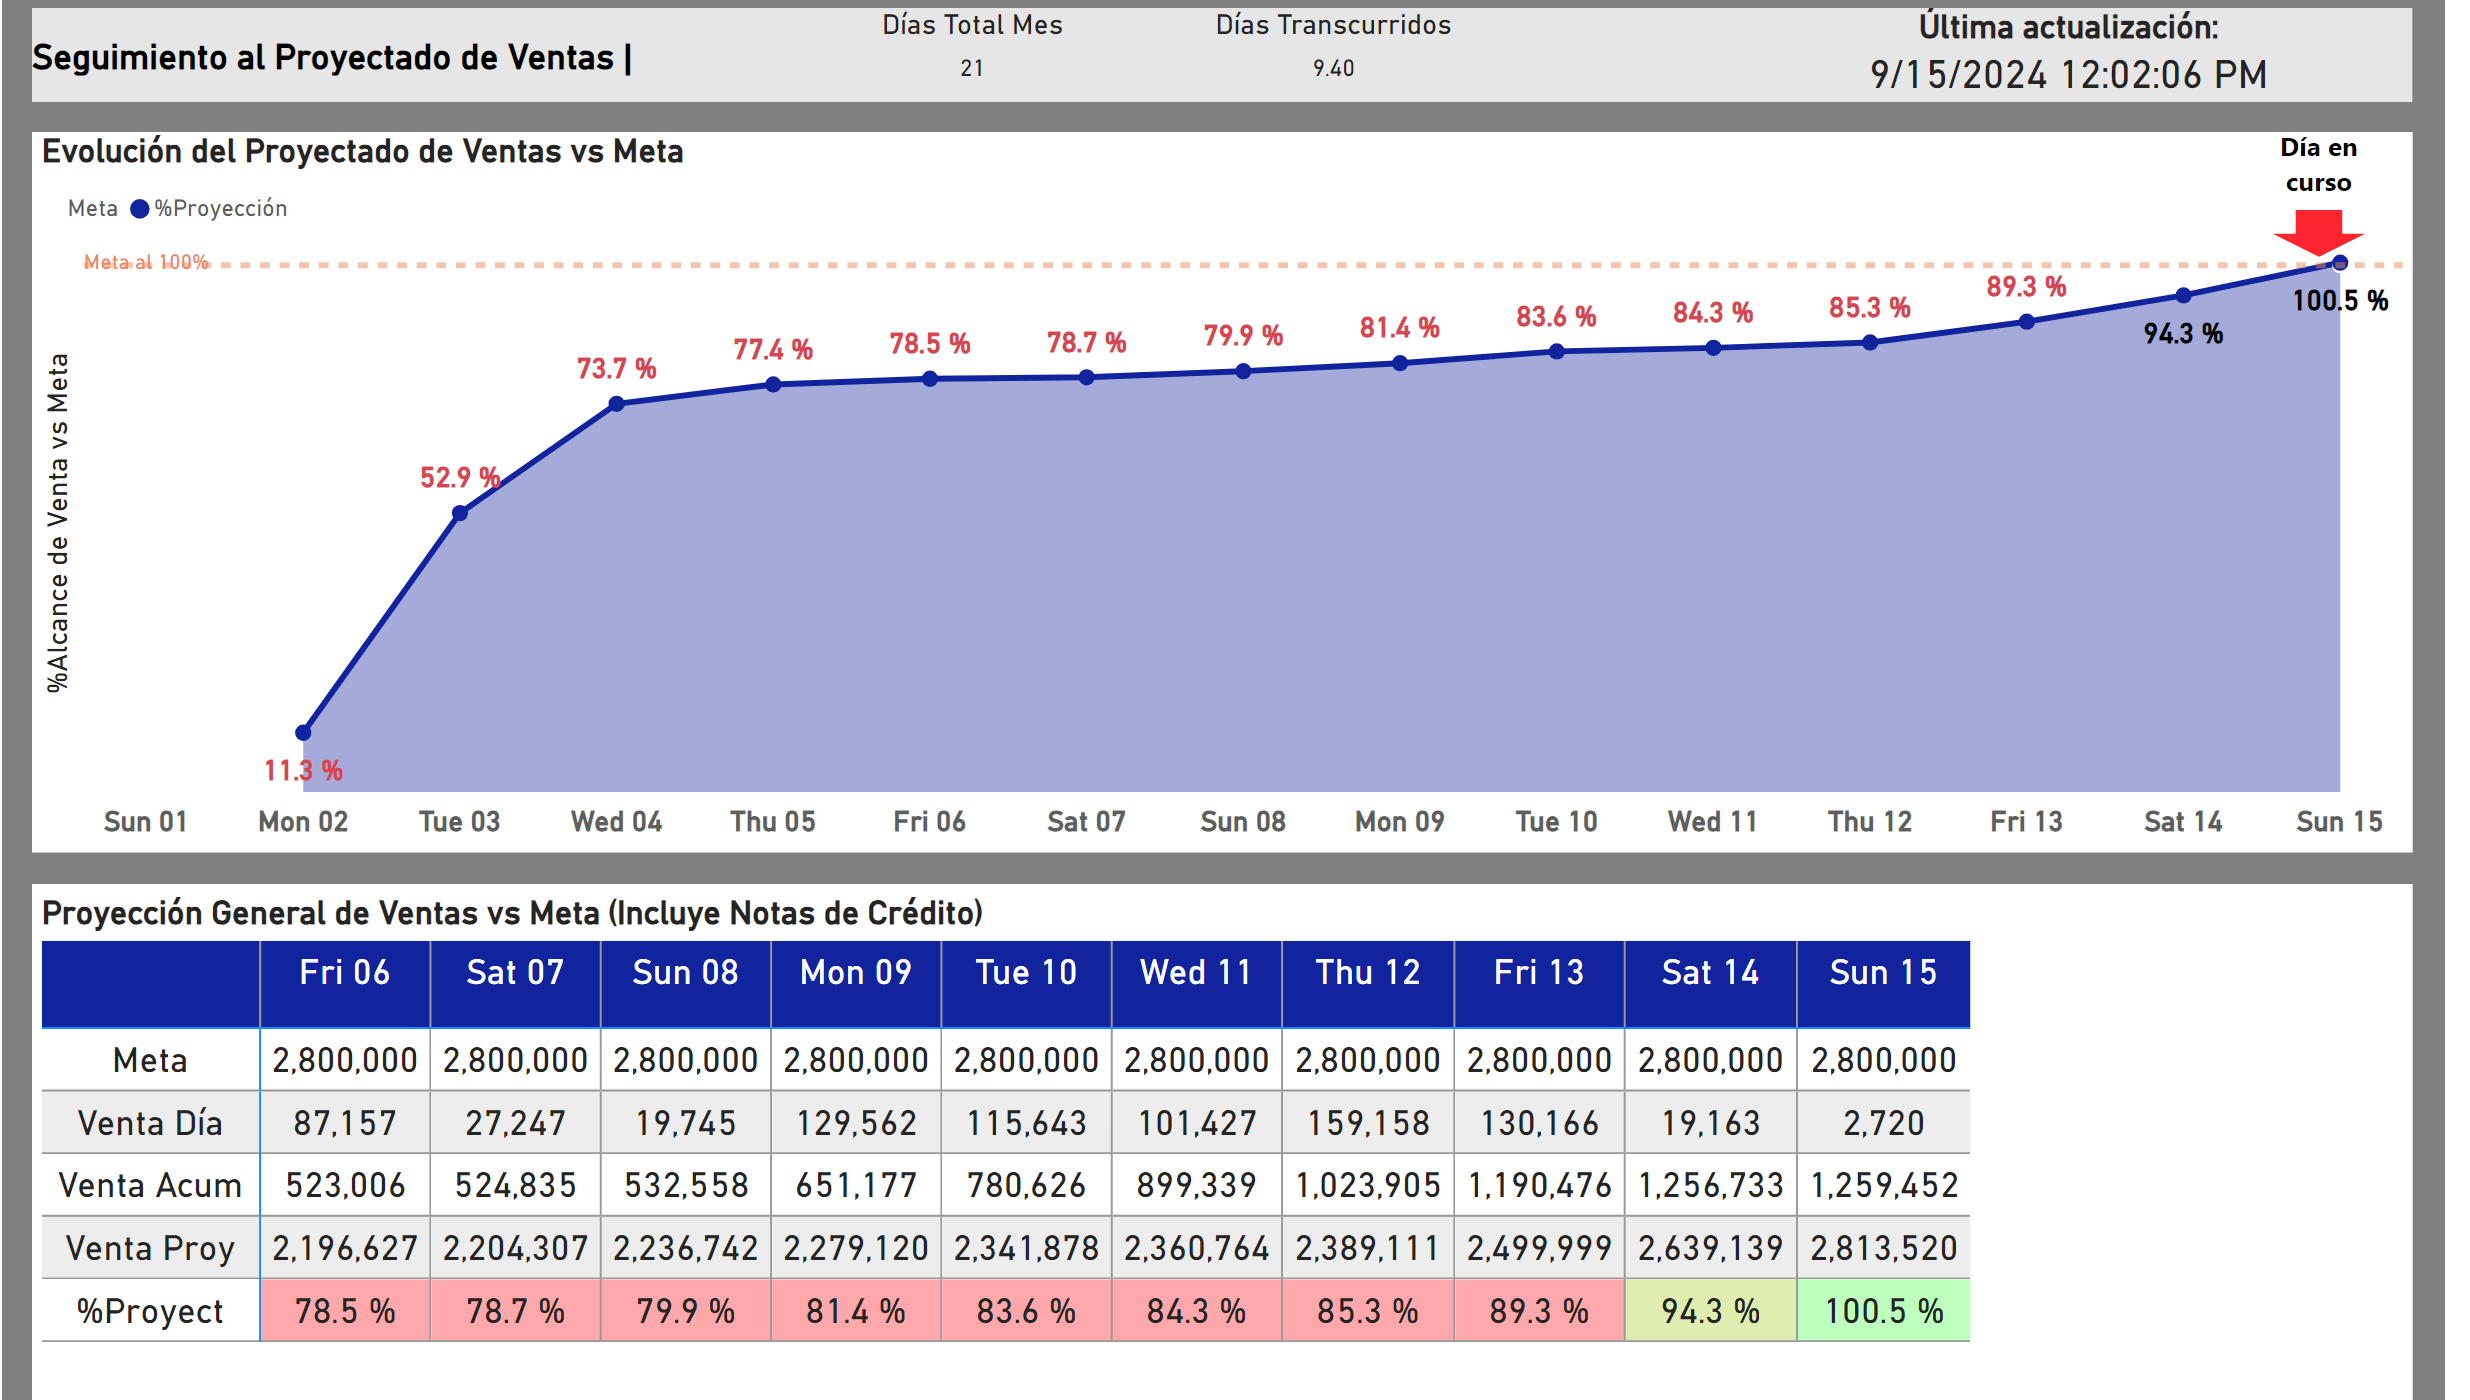 Seguimiento al Proyectado de Ventas |
Días Total Mes
21
Días Transcurridos
9.40
Última actualización:
9/15/2024 12:02:06 PM
Evolución del Proyectado de Ventas vs Meta
Meta %Proyección
Día en
curso
Meta al 100%
%Alcance de Venta vs Meta
11.3 %
52.9 %
73.7 %
77.4 %
78.5 %
78.7 %
79.9 %
81.4 %
83.6 %
84.3 %
85.3 %
89.3 %
94.3 %
100.5 %
Sun 01 Mon 02 Tue 03 Wed 04 Thu 05 Fri 06 Sat 07 Sun 08 Mon 09 Tue 10 Wed 11 Thu 12 Fri 13 Sat 14 Sun 15
Proyección General de Ventas vs Meta (Incluye Notas de Crédito)
Fri 06 Sat 07 Sun 08 Mon 09 Tue 10 Wed 11 Thu 12 Fri 13 Sat 14 Sun 15
Meta 2,800,000 2,800,000 2,800,000 2,800,000 2,800,000 2,800,000 2,800,000 2,800,000 2,800,000 2,800,000
Venta Día 87,157 27,247 19,745 129,562 115,643 101,427 159,158 130,166 19,163 2,720
Venta Acum 523,006 524,835 532,558 651,177 780,626 899,339 1,023,905 1,190,476 1,256,733 1,259,452
Venta Proy 2,196,627 2,204,307 2,236,742 2,279,120 2,341,878 2,360,764 2,389,111 2,499,999 2,639,139 2,813,520
%Proyect 78.5 % 78.7 % 79.9 % 81.4 % 83.6 % 84.3 % 85.3 % 89.3 % 94.3 % 100.5 %